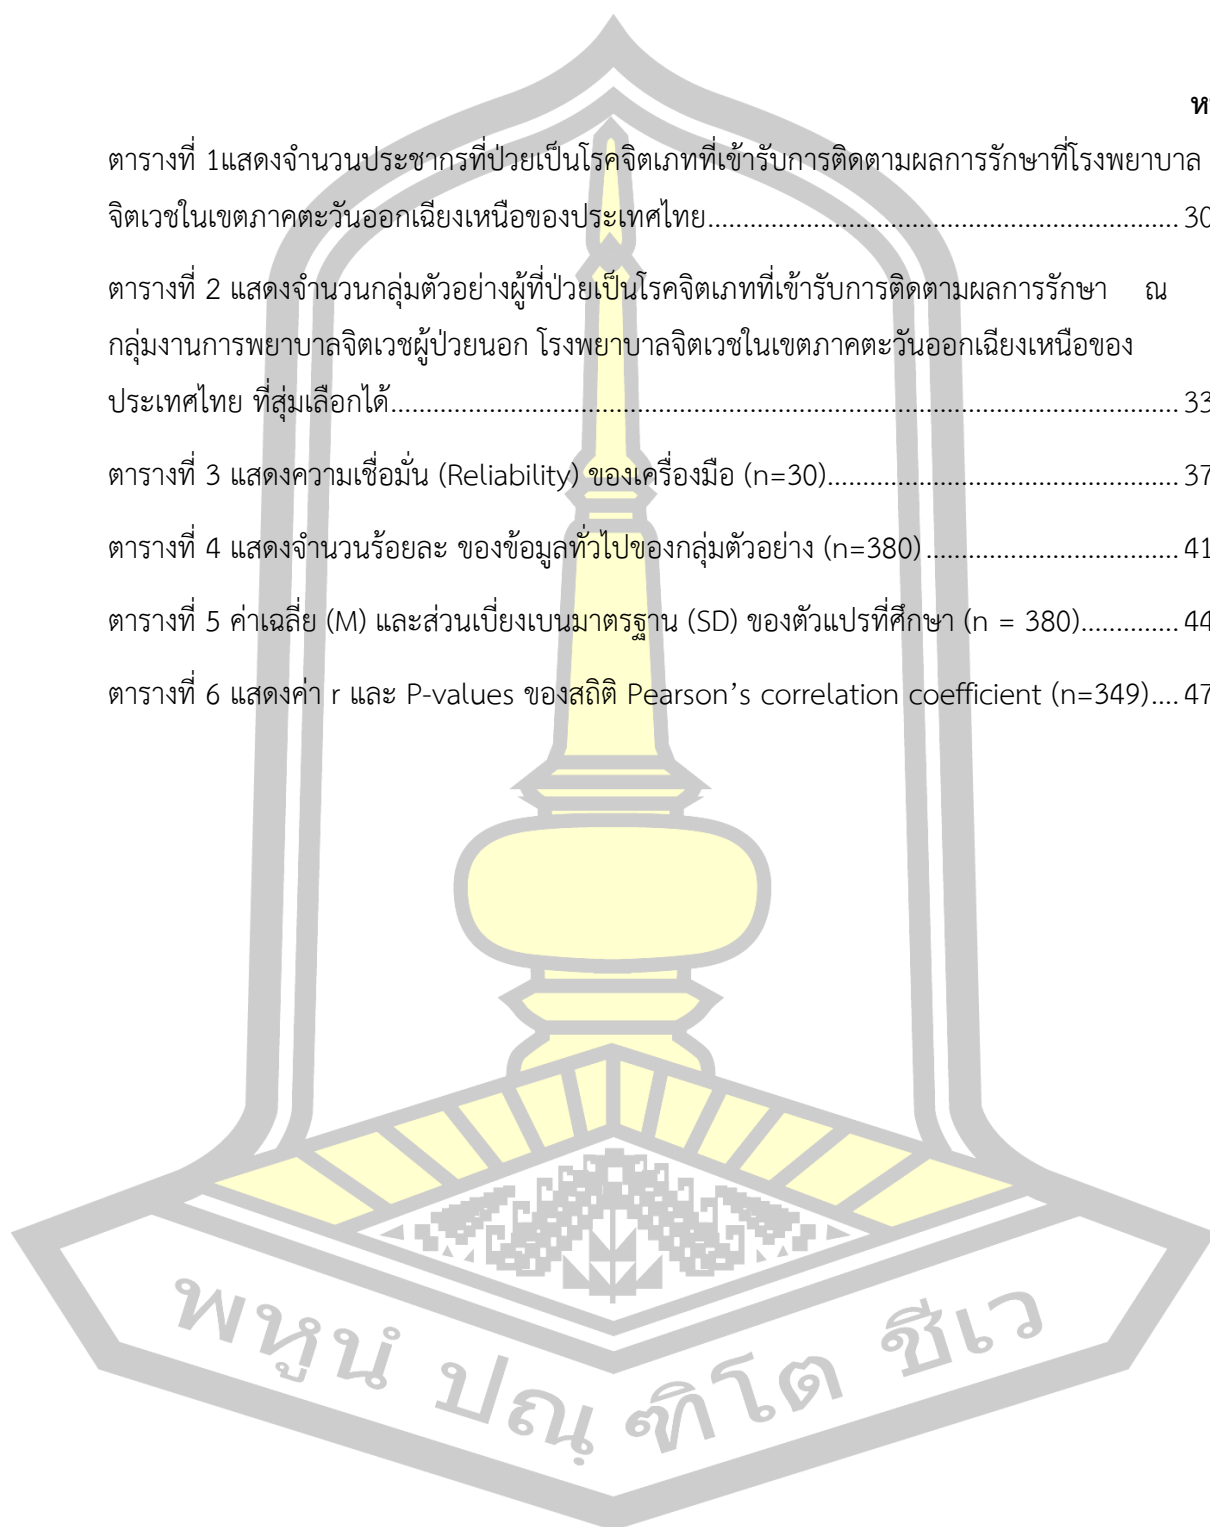 ห
ตารางที่ 1แสดงจำนวนประชากรที่ป่วยเป็นโรคจิตเภทที่เข้ารับการติดตามผลการรักษาที่โรงพยาบาล
จิตเวชในเขตภาคตะวันออกเฉียงเหนือของประเทศไทย.................................................................. 30
ตารางที่ 2 แสดงจำนวนกลุ่มตัวอย่างผู้ที่ป่วยเป็นโรคจิตเภทที่เข้ารับการติดตามผลการรักษา ณ
กลุ่มงานการพยาบาลจิตเวชผู้ป่วยนอก โรงพยาบาลจิตเวชในเขตภาคตะวันออกเฉียงเหนือของ
ประเทศไทย ที่สุ่มเลือกได้............................................................................................................... 33
ตารางที่ 3 แสดงความเชื่อมั่น (Reliability) ของเครื่องมือ (n=30).................................................. 37
ตารางที่ 4 แสดงจำนวนร้อยละ ของข้อมูลทั่วไปของกลุ่มตัวอย่าง (n=380).................................... 41
ตารางที่ 5 ค่าเฉลี่ย (M) และส่วนเบี่ยงเบนมาตรฐาน (SD) ของตัวแปรที่ศึกษา (n = 380).............. 44
ตารางที่ 6 แสดงค่า r และ P-values ของสถิติ Pearson’s correlation coefficient (n=349).... 47
พหูนํ ปณฺฑิโต ชีเว